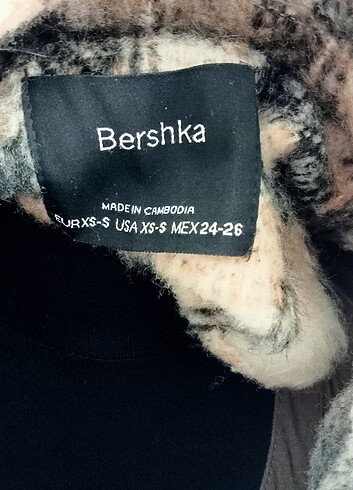 Bershka
MADE IN CAMBODIA
EUR XS-S USA XS-S MEX 24-26